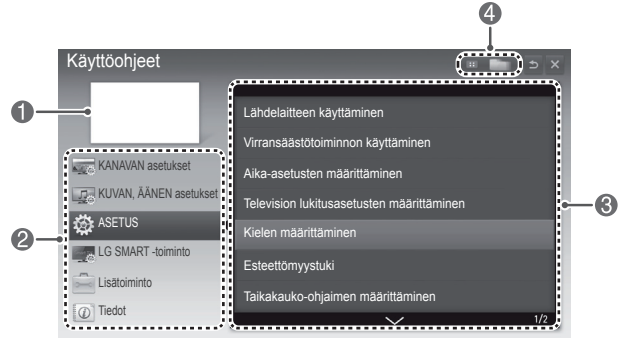 4
Käyttöohjeet
1
KANAVAN asetukset
KUVAN, ÄÄNEN asetukset
ASETUS
2
LG SMART -toiminto
Lisätoiminto
Tiedot
Lähdelaitteen käyttäminen
Virransäästötoiminnon käyttäminen
Aika-asetusten määrittäminen
Television lukitusasetusten määrittäminen
3
Kielen määrittäminen
Esteettömyystuki
Taikakauko-ohjaimen määrittäminen
1/2